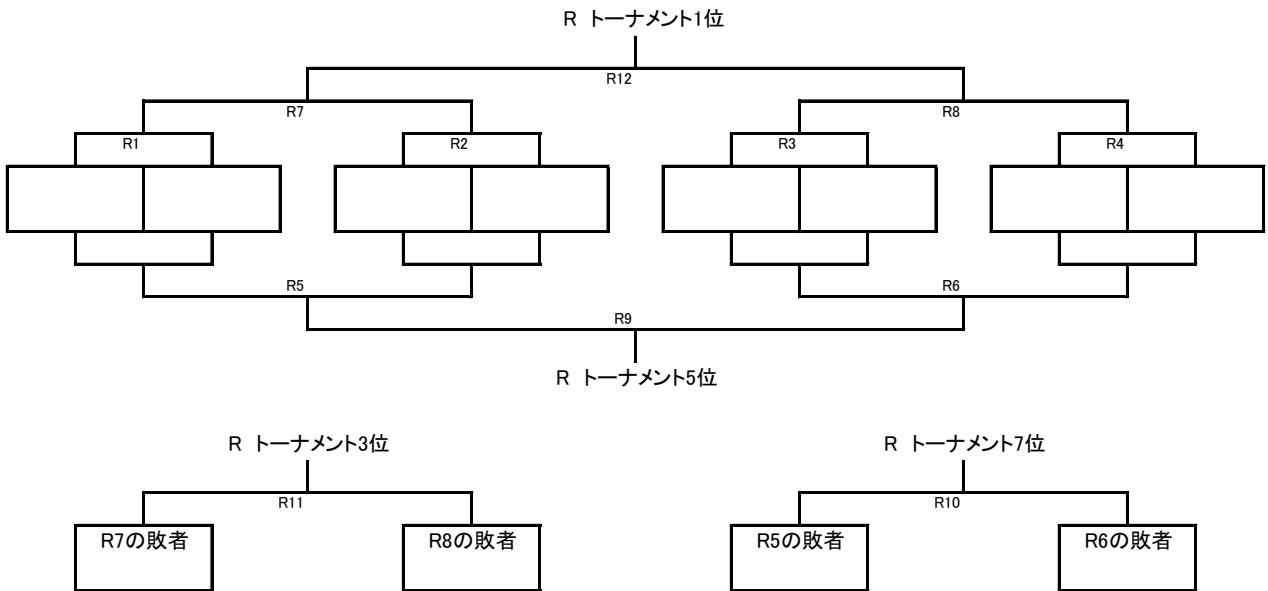 R トーナメント1位
R12
R7
R8
R1
R2
R3
R4
R5
R6
R9
R トーナメント5位
R トーナメント3位
R トーナメント7位
R11
R10
R7の敗者
R8の敗者
R5の敗者
R6の敗者